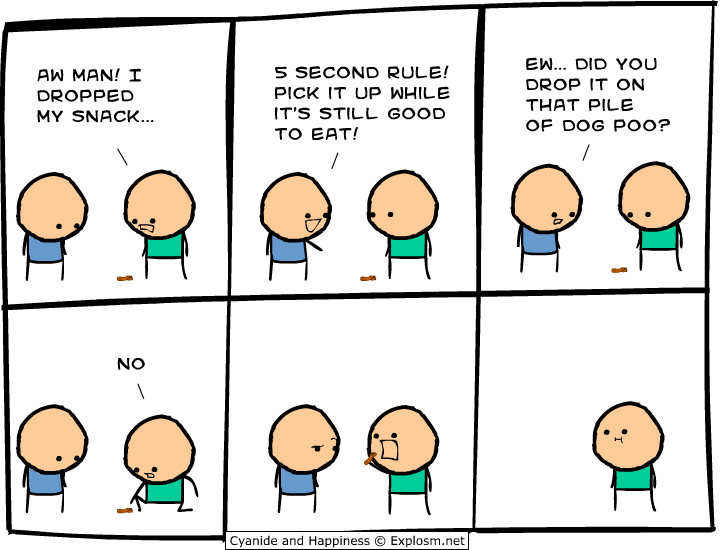 AW MAN! I
DROPPED
MY SNACK...
5 SECOND RULE!
PICK IT UP WHILE
IT'S STILL GOOD
TO EAT!
EW... DID YOU
DROP IT ON
THAT PILE
OF DOG POO?
NO
Cyanide and Happiness © Explosm.net